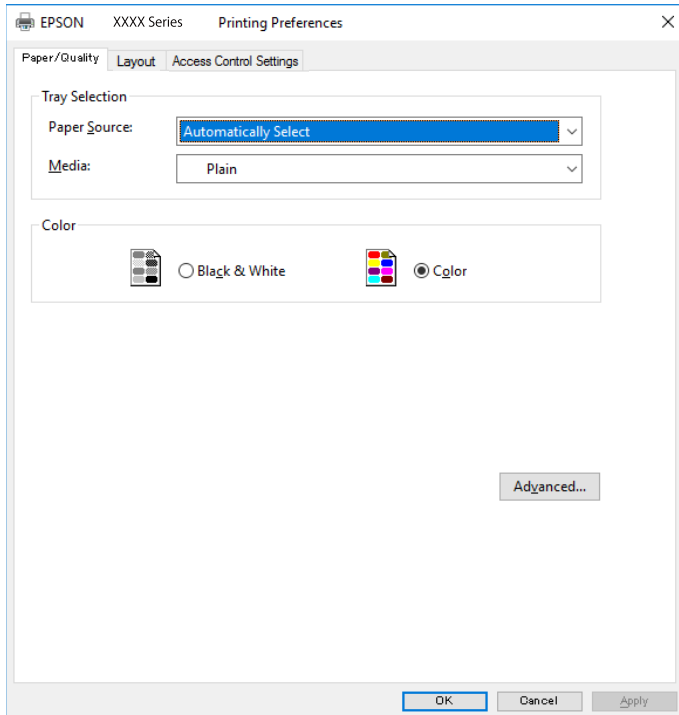 EPSON XXXX Series Printing Preferences
Paper/Quality Layout Access Control Settings
Tray Selection
Paper Source: Automatically Select
Media: Plain
Color
Black & White Color
Advanced...
OK Cancel Apply